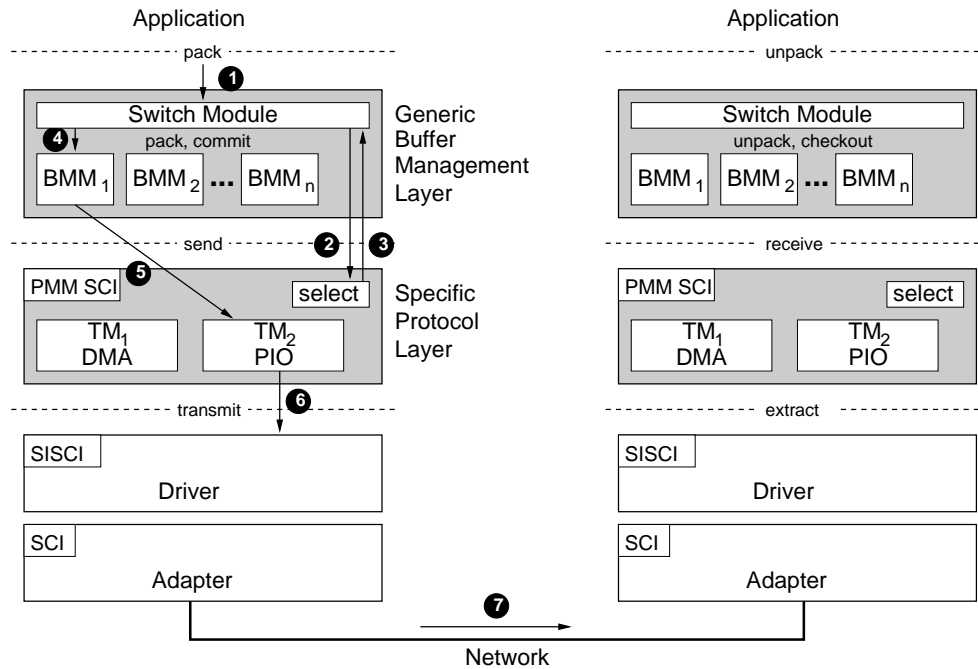 Application
Application
pack
unpack
1
Switch Module
Switch Module
4
pack, commit
unpack, checkout
BMM1 BMM2 ... BMMn
BMM1 BMM2 ... BMMn
Generic
Buffer
Management
Layer
send
2
3
receive
5
PMM SCI
select
PMM SCI
select
TM1
DMA
TM2
PIO
TM1
DMA
TM2
PIO
Specific
Protocol
Layer
transmit
6
extract
SISCI
Driver
SISCI
Driver
SCI
Adapter
SCI
Adapter
7
Network